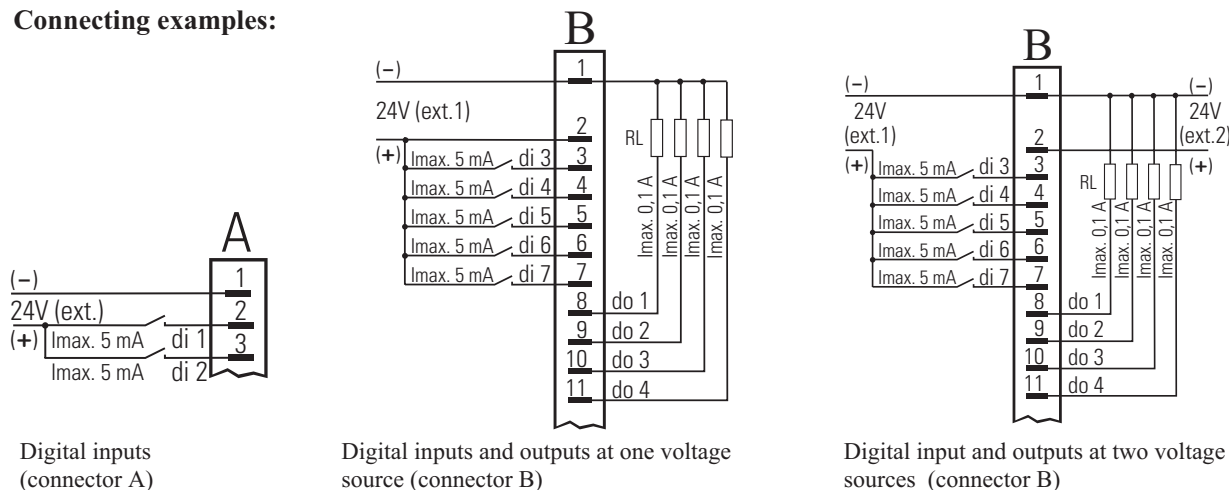 Connecting examples:
A
(–)
1
24V (ext.)
2
(+)
Imax. 5 mA
di 1
3
Imax. 5 mA
di 2
Digital inputs
(connector A)
B
(–)
1
24V (ext.1)
2
(+)
Imax. 5 mA
di 3
3
Imax. 5 mA
di 4
4
Imax. 5 mA
di 5
5
Imax. 5 mA
di 6
6
Imax. 5 mA
di 7
7
RL
Imax. 0,1 A
Imax. 0,1 A
Imax. 0,1 A
Imax. 0,1 A
8
do 1
9
do 2
10
do 3
11
do 4
Digital inputs and outputs at one voltage
source (connector B)
B
(–)
1
(–)
24V
(ext.1)
24V
(ext.2)
2
(+)
(+)
Imax. 5 mA
di 3
3
Imax. 5 mA
di 4
4
Imax. 5 mA
di 5
5
Imax. 5 mA
di 6
6
Imax. 5 mA
di 7
7
RL
Imax. 0,1 A
Imax. 0,1 A
Imax. 0,1 A
Imax. 0,1 A
8
do 1
9
do 2
10
do 3
11
do 4
Digital input and outputs at two voltage
sources (connector B)